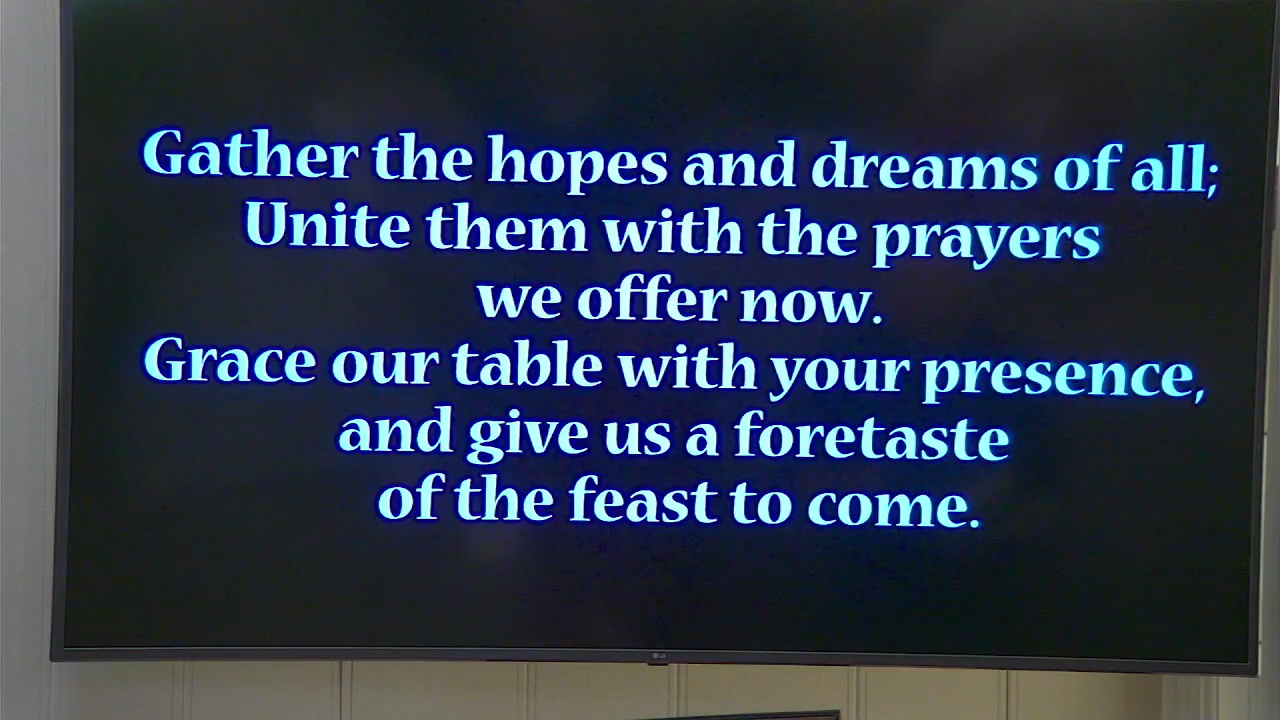 Gather the hopes and dreams of all;
Unite them with the prayers
we offer now.
Grace our table with your presence,
and give us a foretaste
of the feast to come.
LG